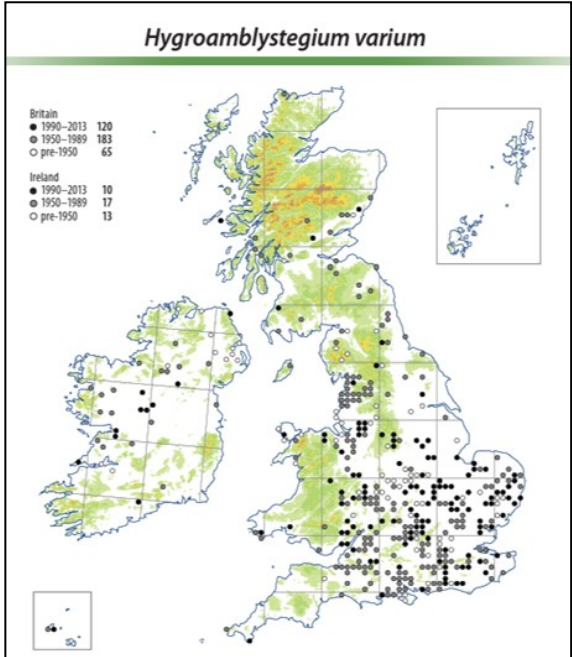 Hygroamblystegium varium
Britain
1990–2013 120
1950–1989 183
pre-1950 65
Ireland
1990–2013 10
1950–1989 17
pre-1950 13